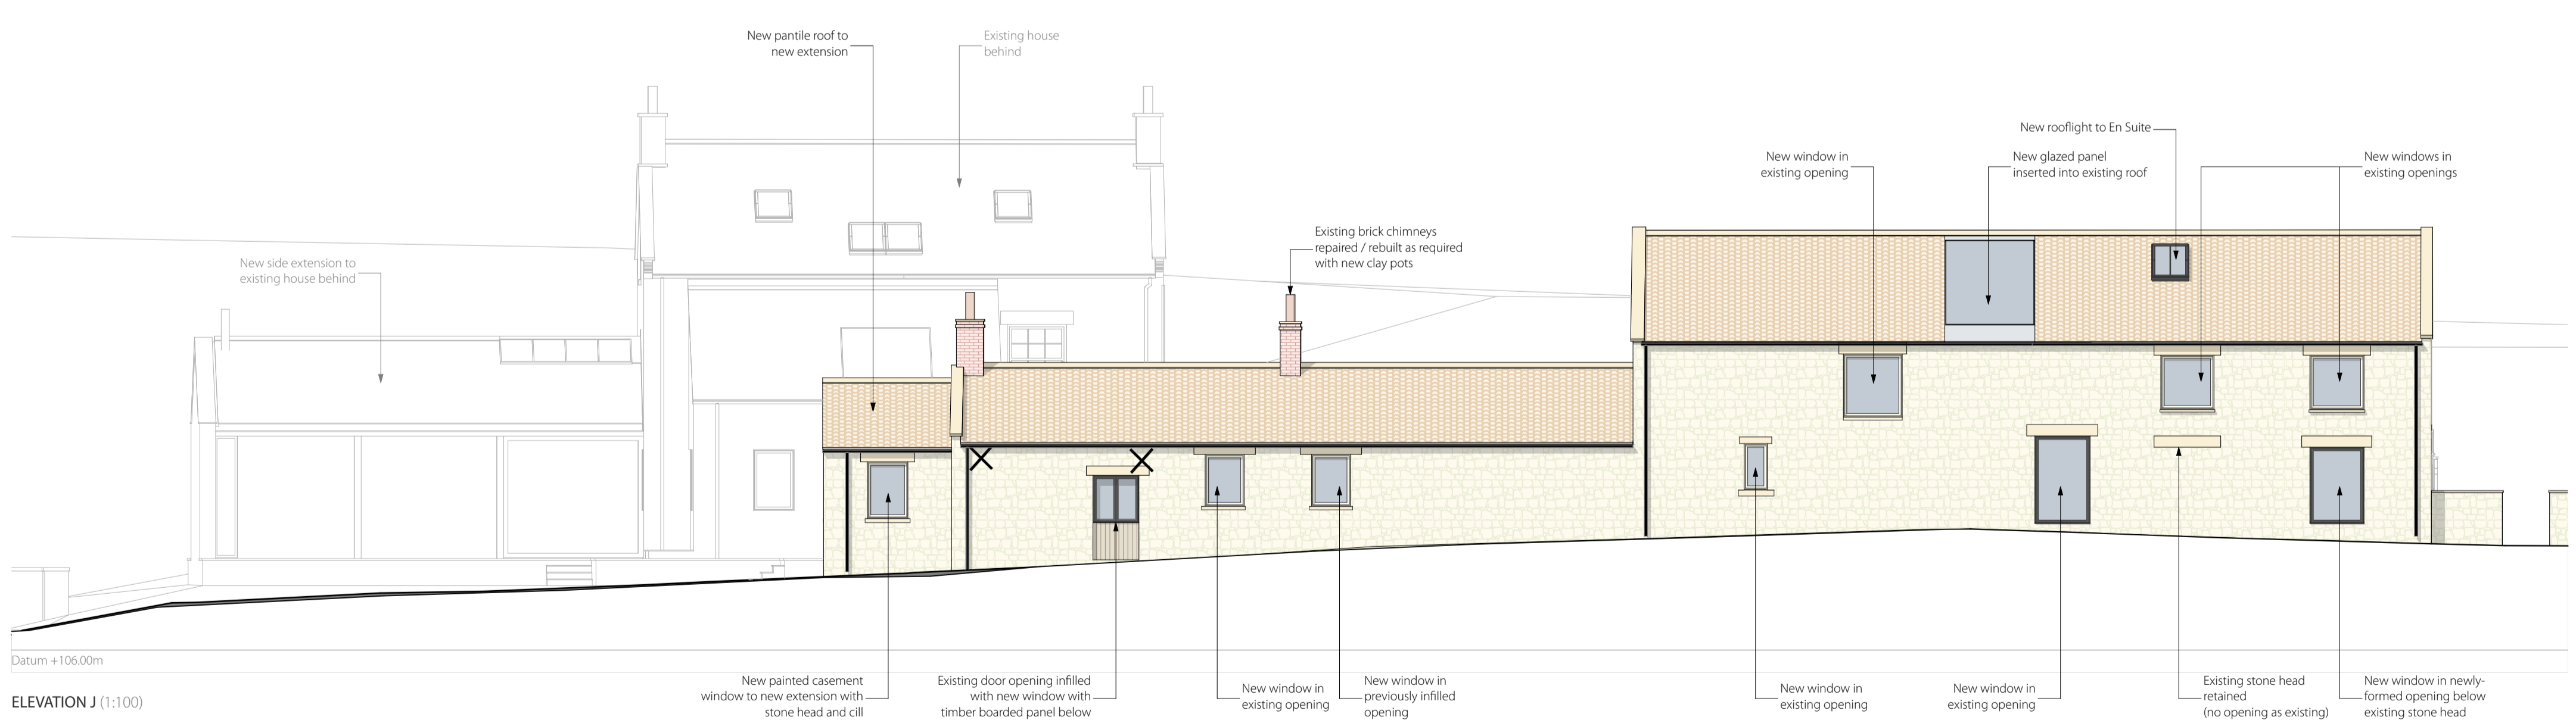 New pantile roof to
new extension
Existing house
behind
New rooflight to En Suite
New window in
existing opening
New glazed panel
inserted into existing roof
New windows in
existing openings
Existing brick chimneys
repaired / rebuilt as required
with new clay pots
New side extension to
existing house behind
Datum +106.00m
ELEVATION J (1:100)
New painted casement
window to new extension with
stone head and cill
Existing door opening infilled
with new window with
timber boarded panel below
New window in
existing opening
New window in
previously infilled
opening
New window in
existing opening
New window in
existing opening
Existing stone head
retained
(no opening as existing)
New window in newly-
formed opening below
existing stone head